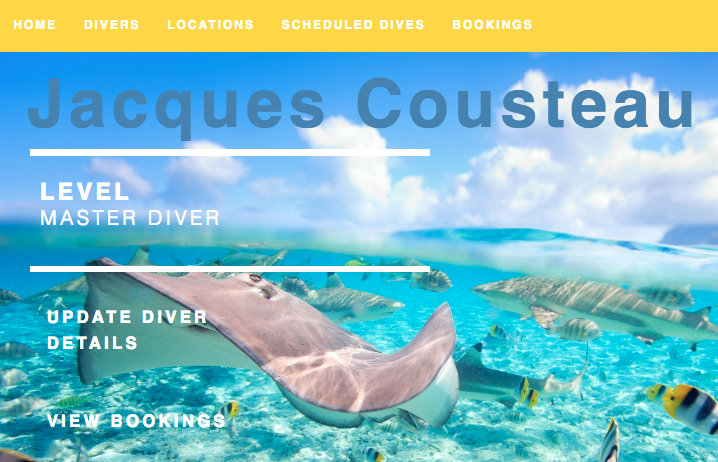 HOME DIVERS LOCATIONS SCHEDULED DIVES BOOKINGS
Jacques Cousteau
LEVEL
MASTER DIVER
UPDATE DIVER
DETAILS
VIEW BOOKINGS